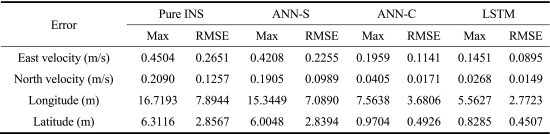 Error Pure INS ANN-S ANN-C LSTM
Max RMSE Max RMSE Max RMSE Max RMSE
East velocity (m/s) 0.4504 0.2651 0.4208 0.2255 0.1959 0.1141 0.1451 0.0895
North velocity (m/s) 0.2090 0.1257 0.1905 0.0989 0.0405 0.0171 0.0268 0.0149
Longitude (m) 16.7193 7.8944 15.3449 7.0890 7.5638 3.6806 5.5627 2.7723
Latitude (m) 6.3116 2.8567 6.0048 2.8394 0.9704 0.4926 0.8285 0.4507